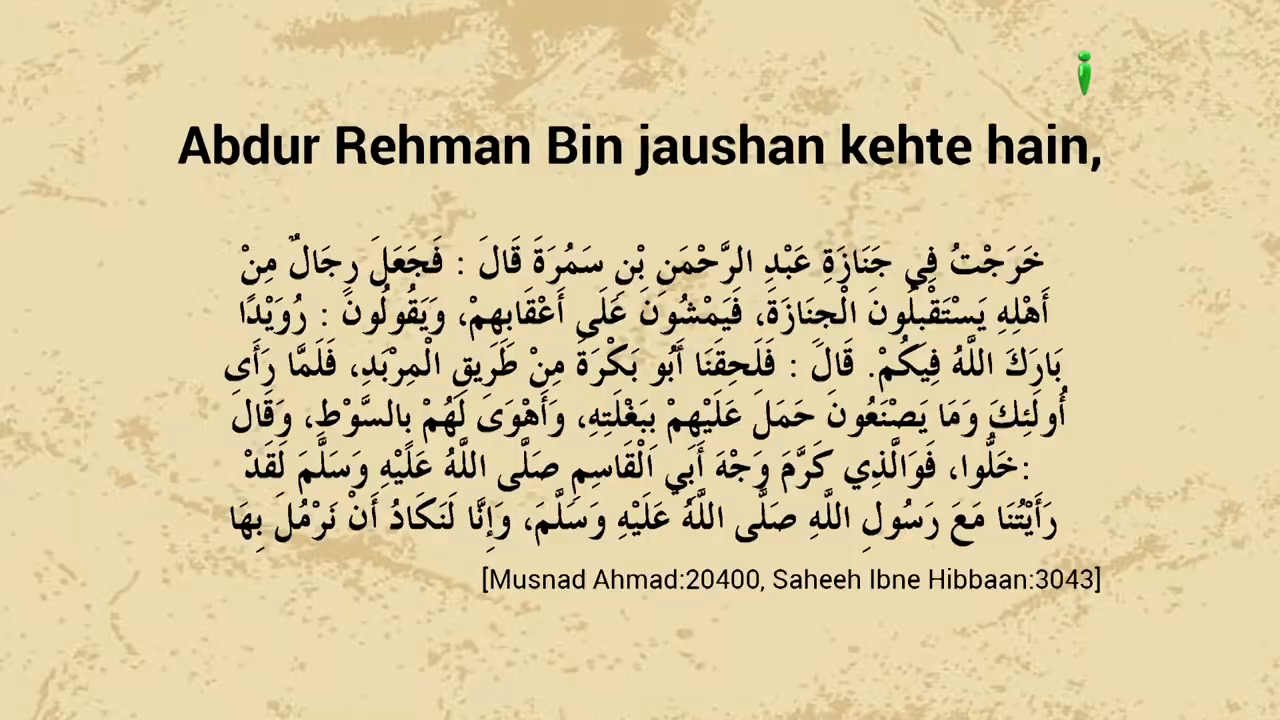 Abdur Rehman Bin jaushan kehte hain,
خَرَجْتُ فِي جَنَازَةِ عَبْدِ الرَّحْمَنِ بْنِ سَمُرَةَ قَالَ : فَجَعَلَ رِجَالٌ مِنْ
أَهْلِهِ يَسْتَقْبِلُونَ الْجِنَازَةَ، فَيَمْشُونَ عَلَى أَعْقَابِهِمْ، وَيَقُولُونَ : رُوَيْدًا
بَارَكَ اللَّهُ فِيكُمْ. قَالَ : فَلَحِقَنَا أَبُو بَكْرَةَ مِنْ طَرِيقِ الْمِرْبَدِ، فَلَمَّا رَأَى
أُولَئِكَ وَمَا يَصْنَعُونَ حَمَلَ عَلَيْهِمْ بِبَغْلَتِهِ، وَأَهْوَى لَهُمْ بِالسَّوْطِ، وَقَالَ
:خَلُّوا، فَوَالَّذِي كَرَّمَ وَجْهَ أَبِي الْقَاسِمِ صَلَّى اللَّهُ عَلَيْهِ وَسَلَّمَ لَقَدْ
رَأَيْتُنَا مَعَ رَسُولِ اللَّهِ صَلَّى اللَّهُ عَلَيْهِ وَسَلَّمَ، وَإِنَّا لَنَكَادُ أَنْ نَرْمُلَ بِهَا
[Musnad Ahmad:20400, Saheeh Ibne Hibbaan:3043]